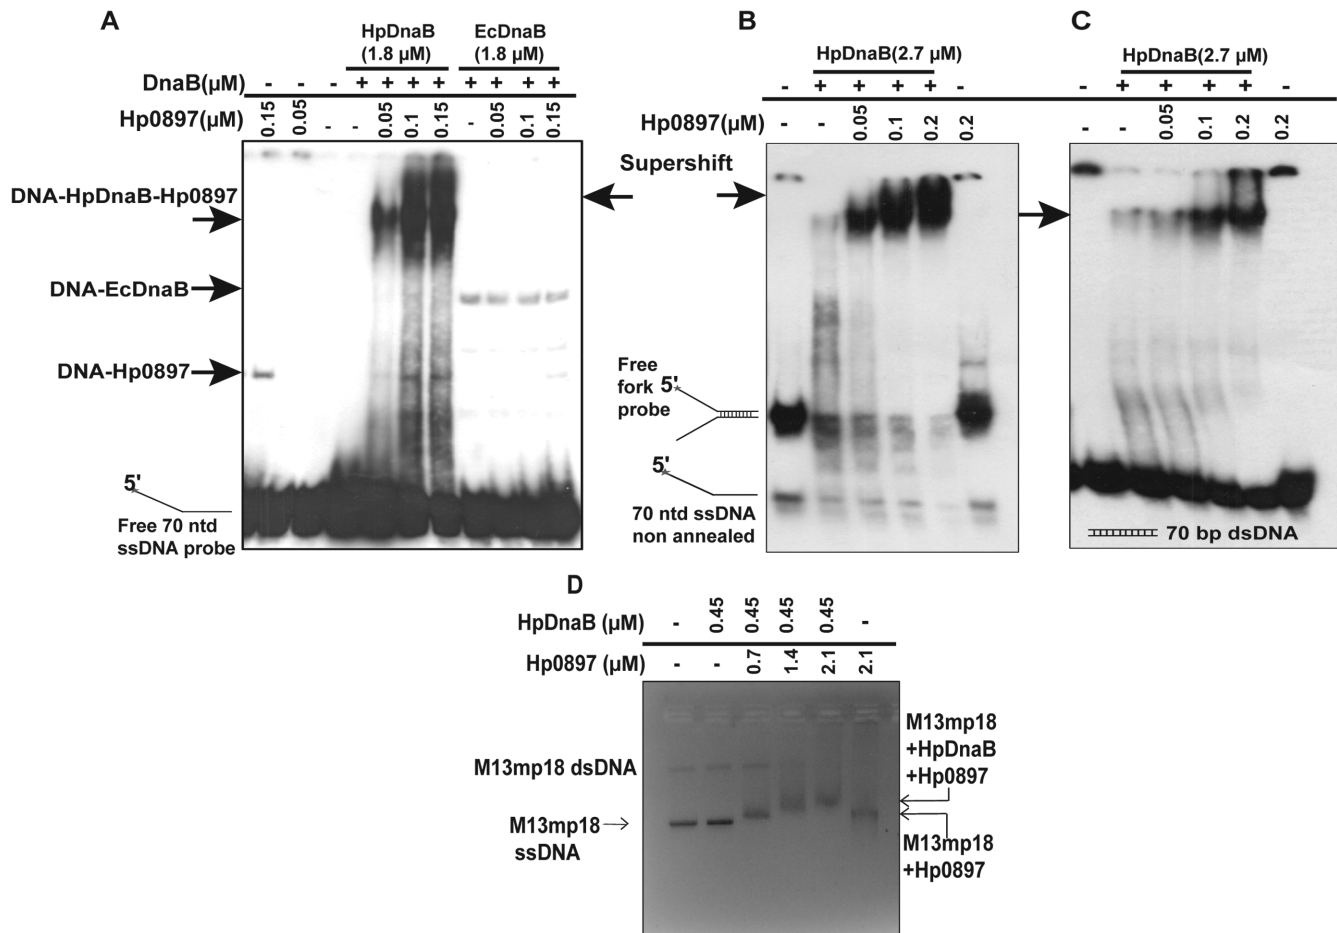 A
HpDnaB
(1.8 µM)
EcDnaB
(1.8 µM)
DnaB(µM) - - - + + + + + + + +
Hp0897(µM) 0.15 0.05 - - 0.05 0.1 0.15 - 0.05 0.1 0.15
DNA-HpDnaB-Hp0897
DNA-EcDnaB
DNA-Hp0897
5'
Free 70 ntd
ssDNA probe
Supershift
B
HpDnaB(2.7 µM)
- + + + + -
Hp0897(µM) - - 0.05 0.1 0.2 0.2
Free
fork 5'
probe
5'
70 ntd ssDNA
non annealed
C
HpDnaB(2.7 µM)
- + + + + -
- - 0.05 0.1 0.2 0.2
70 bp dsDNA
D
HpDnaB (µM) - 0.45 0.45 0.45 0.45 -
Hp0897 (µM) - - 0.7 1.4 2.1 2.1
M13mp18 dsDNA
M13mp18
ssDNA
M13mp18
+HpDnaB
+Hp0897
M13mp18
+Hp0897